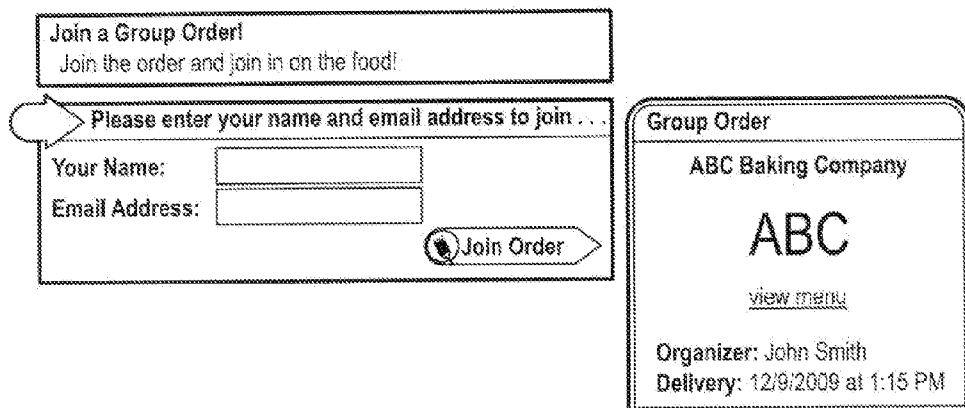 Join a Group Order!
Join the order and join in on the food!
Please enter your name and email address to join . . .
Your Name:
Email Address:
Join Order
Group Order
ABC Baking Company
ABC
view menu
Organizer: John Smith
Delivery: 12/9/2009 at 1:15 PM